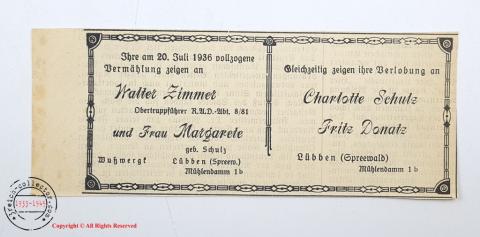 Ihre am 20. Juli 1936 vollzogene
Vermählung zeigen an
Walter Zimmer
Obertruppführer R.A.D.-Abt. 8/81
und Frau Margarete
geb. Schulz
Wußwergk Lübben (Spreew.)
Mühlendamm 1b
Gleichzeitig zeigen ihre Verlobung an
Charlotte Schulz
Fritz Donatz
Lübben (Spreewald)
Mühlendamm 1b
1933-1945
Copyright © All Rights Reserved